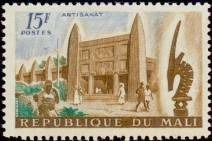 15F
ARTISANAT
POSTES
REPUBLIQUE DU MALI